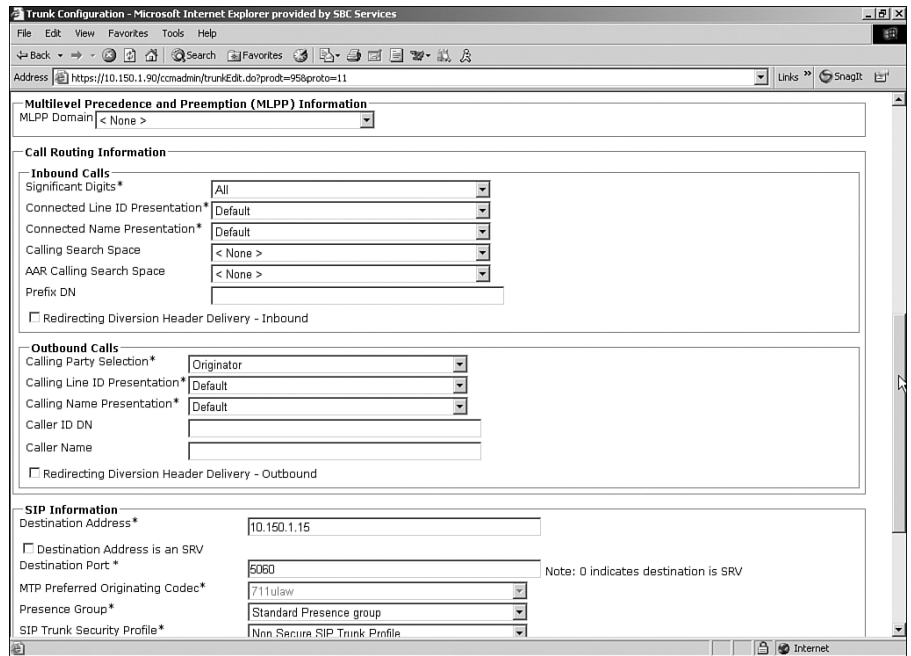 Trunk Configuration - Microsoft Internet Explorer provided by SBC Services
File Edit View Favorites Tools Help
Back Search Favorites
Address https://10.150.1.90/ccmadmin/trunkEdit.do?prodt=95&proto=11 Links » SnagIt
Multilevel Precedence and Preemption (MLPP) Information
MLPP Domain < None >
Call Routing Information
Inbound Calls
Significant Digits* All
Connected Line ID Presentation* Default
Connected Name Presentation* Default
Calling Search Space < None >
AAR Calling Search Space < None >
Prefix DN
Redirecting Diversion Header Delivery - Inbound
Outbound Calls
Calling Party Selection* Originator
Calling Line ID Presentation* Default
Calling Name Presentation* Default
Caller ID DN
Caller Name
Redirecting Diversion Header Delivery - Outbound
SIP Information
Destination Address* 10.150.1.15
Destination Address is an SRV
Destination Port * 5060 Note: 0 indicates destination is SRV
MTP Preferred Originating Codec* 711ulaw
Presence Group* Standard Presence group
SIP Trunk Security Profile* Non Secure SIP Trunk Profile
Internet